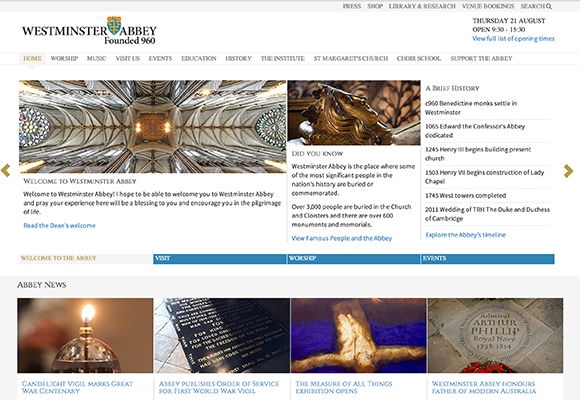 PRESS SHOP LIBRARY & RESEARCH VENUE BOOKINGS SEARCH
WESTMINSTER ABBEY
Founded 960
THURSDAY 21 AUGUST
OPEN 9:30 - 15:30
View full list of opening times
HOME WORSHIP MUSIC VISIT US EVENTS EDUCATION HISTORY THE INSTITUTE ST MARGARET'S CHURCH CHOIR SCHOOL SUPPORT THE ABBEY
Welcome to Westminster Abbey
Welcome to Westminster Abbey! I hope to be able to welcome you to Westminster Abbey
and pray your experience here will be a blessing to you and encourage you in the pilgrimage
of life.
Read the Dean's welcome
Did you know
Westminster Abbey is the place where some
of the most significant people in the
nation's history are buried or
commemorated.
Over 3,000 people are buried in the Church
and Cloisters and there are over 600
monuments and memorials.
View Famous People and the Abbey
A Brief History
c960 Benedictine monks settle in
Westminster
1065 Edward the Confessor's Abbey
dedicated
1245 Henry III begins building present
church
1503 Henry VII begins construction of Lady
Chapel
1745 West towers completed
2011 Wedding of TRH The Duke and Duchess
of Cambridge
Explore the Abbey's timeline
WELCOME TO THE ABBEY VISIT WORSHIP EVENTS
Abbey News
Admiral
ARTHUR
PHILLIP
Royal Navy
1738-1814
Candlelight Vigil marks Great
War Centenary
Abbey publishes Order of Service
for First World War Vigil
The Measure of All Things
exhibition opens
Westminster Abbey honours
father of modern Australia